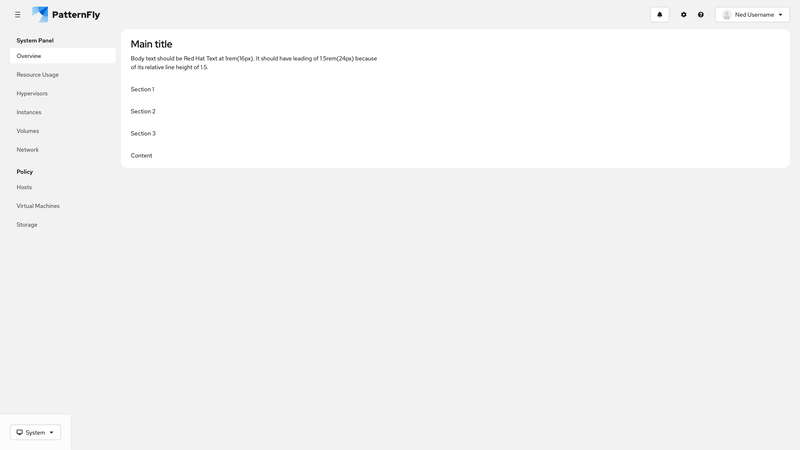 PatternFly
Ned Username
System Panel
Overview
Resource Usage
Hypervisors
Instances
Volumes
Network
Policy
Hosts
Virtual Machines
Storage
Main title
Body text should be Red Hat Text at 1rem(16px). It should have leading of 1.5rem(24px) because
of its relative line height of 1.5.
Section 1
Section 2
Section 3
Content
System